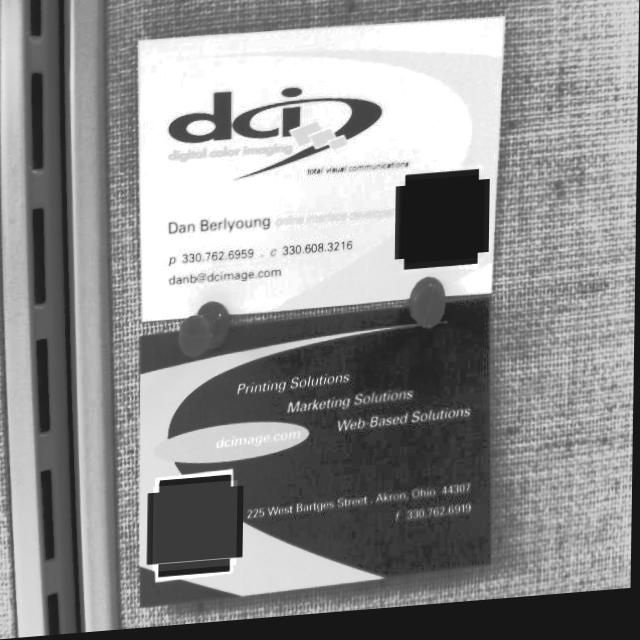 dci
digital color imaging
total visual communications
Dan Berlyoung online interface developer
p 330.762.6959 . c 330.608.3216
danb@dcimage.com
Printing Solutions
Marketing Solutions
Web Based Solutions
dcimage.com
225 West Bartges Street . Akron, Ohio 44307
f 330.762.6919